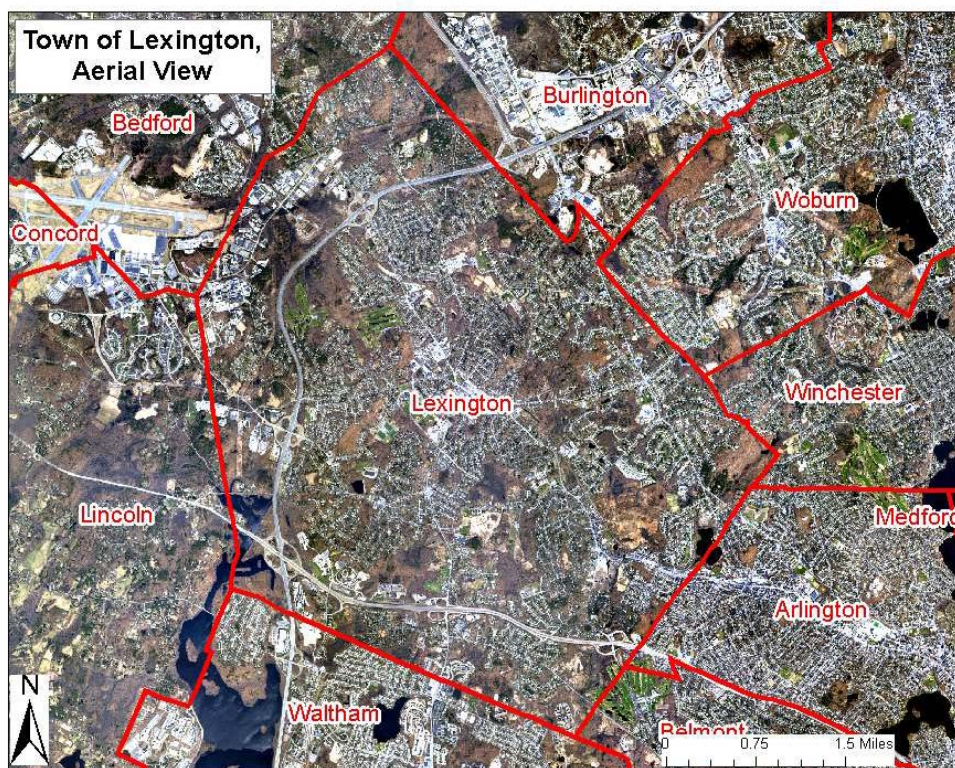 Town of Lexington,
Aerial View
Burlington
Bedford
Woburn
Concord
Winchester
Lexington
Lincoln
Medford
Arlington
N
Waltham
Belmont
0 0.75 1.5 Miles